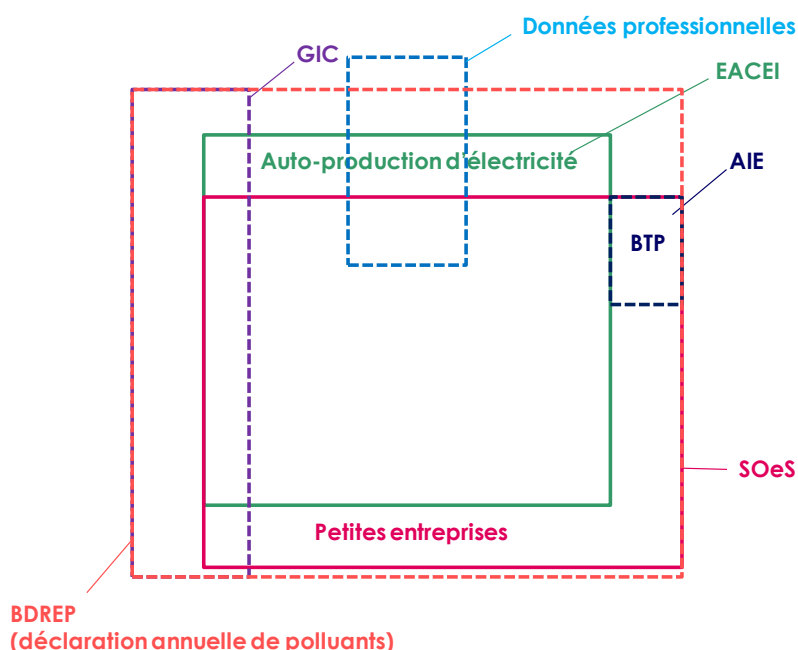 Données professionnelles
GIC
EACEI
Auto-production d'électricité
AIE
BTP
SOeS
Petites entreprises
BDREP
(déclaration annuelle de polluants)